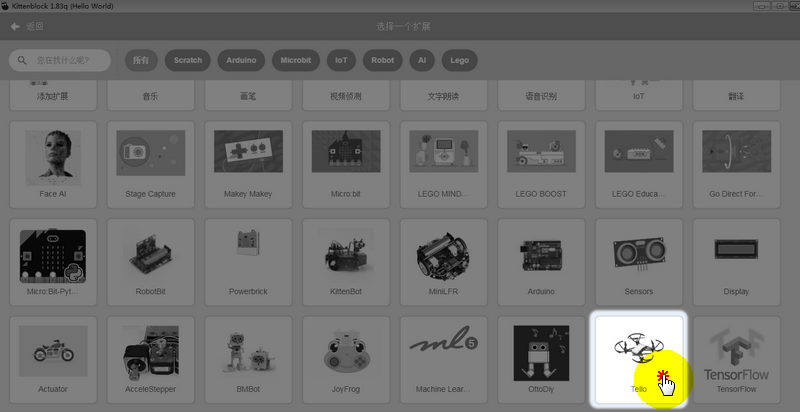 Kittenblock 1.83q (Hello World)
返回
选择一个扩展
您在找什么呢?
所有
Scratch
Arduino
Microbit
IoT
Robot
AI
Lego
添加扩展
音乐
画笔
视频侦测
文字朗读
语音识别
IoT
翻译
Face AI
Stage Capture
Makey Makey
Micro:bit
LEGO MIND...
LEGO BOOST
LEGO Educa...
Go Direct For...
Micro:Bit-Pyt...
RobotBit
Powerbrick
KittenBot
MiniLFR
Arduino
Sensors
Display
ml5
TensorFlow
Actuator
AcceleStepper
BMBot
JoyFrog
Machine Lear...
OttoDiy
Tello
TensorFlow